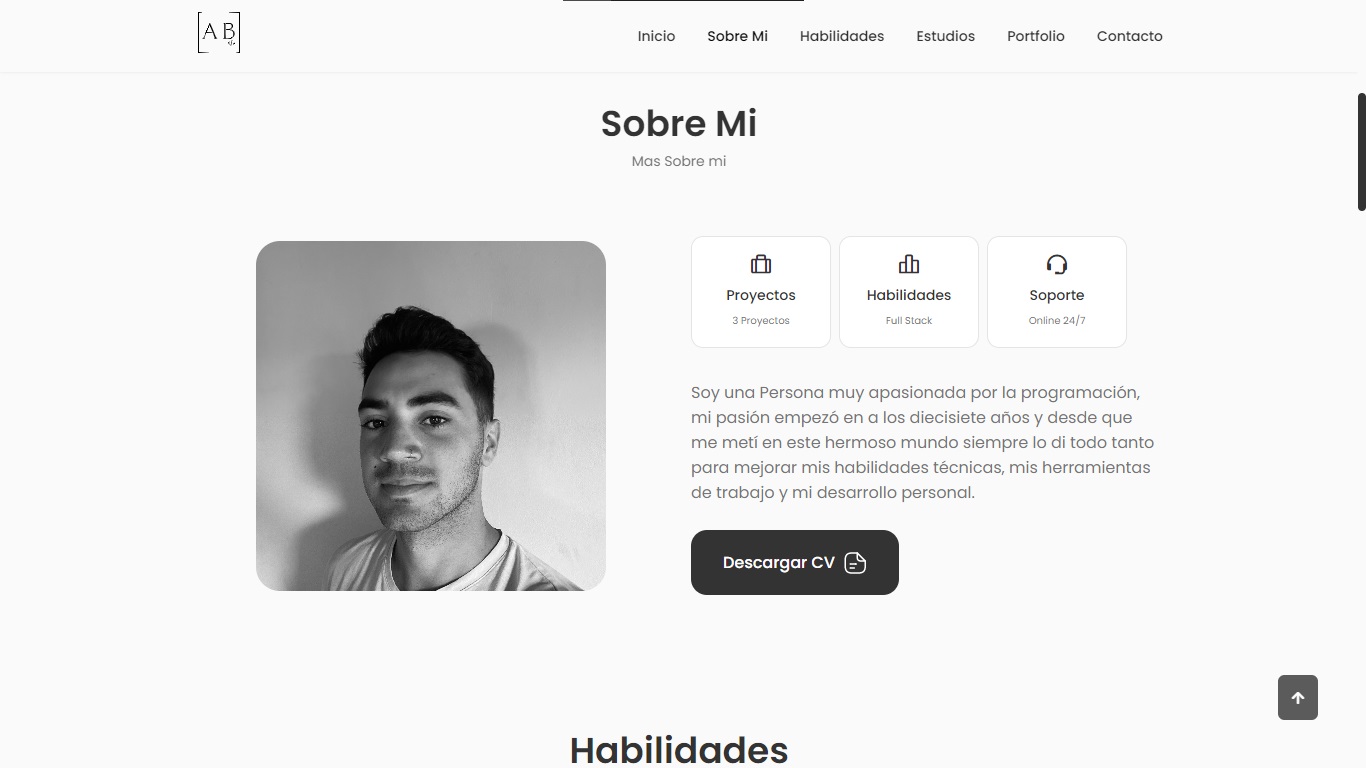 A B
Inicio Sobre Mi Habilidades Estudios Portfolio Contacto
Sobre Mi
Mas Sobre mi
Proyectos
3 Proyectos
Habilidades
Full Stack
Soporte
Online 24/7
Soy una Persona muy apasionada por la programación,
mi pasión empezó en a los diecisiete años y desde que
me metí en este hermoso mundo siempre lo di todo tanto
para mejorar mis habilidades técnicas, mis herramientas
de trabajo y mi desarrollo personal.
Descargar CV
Habilidades